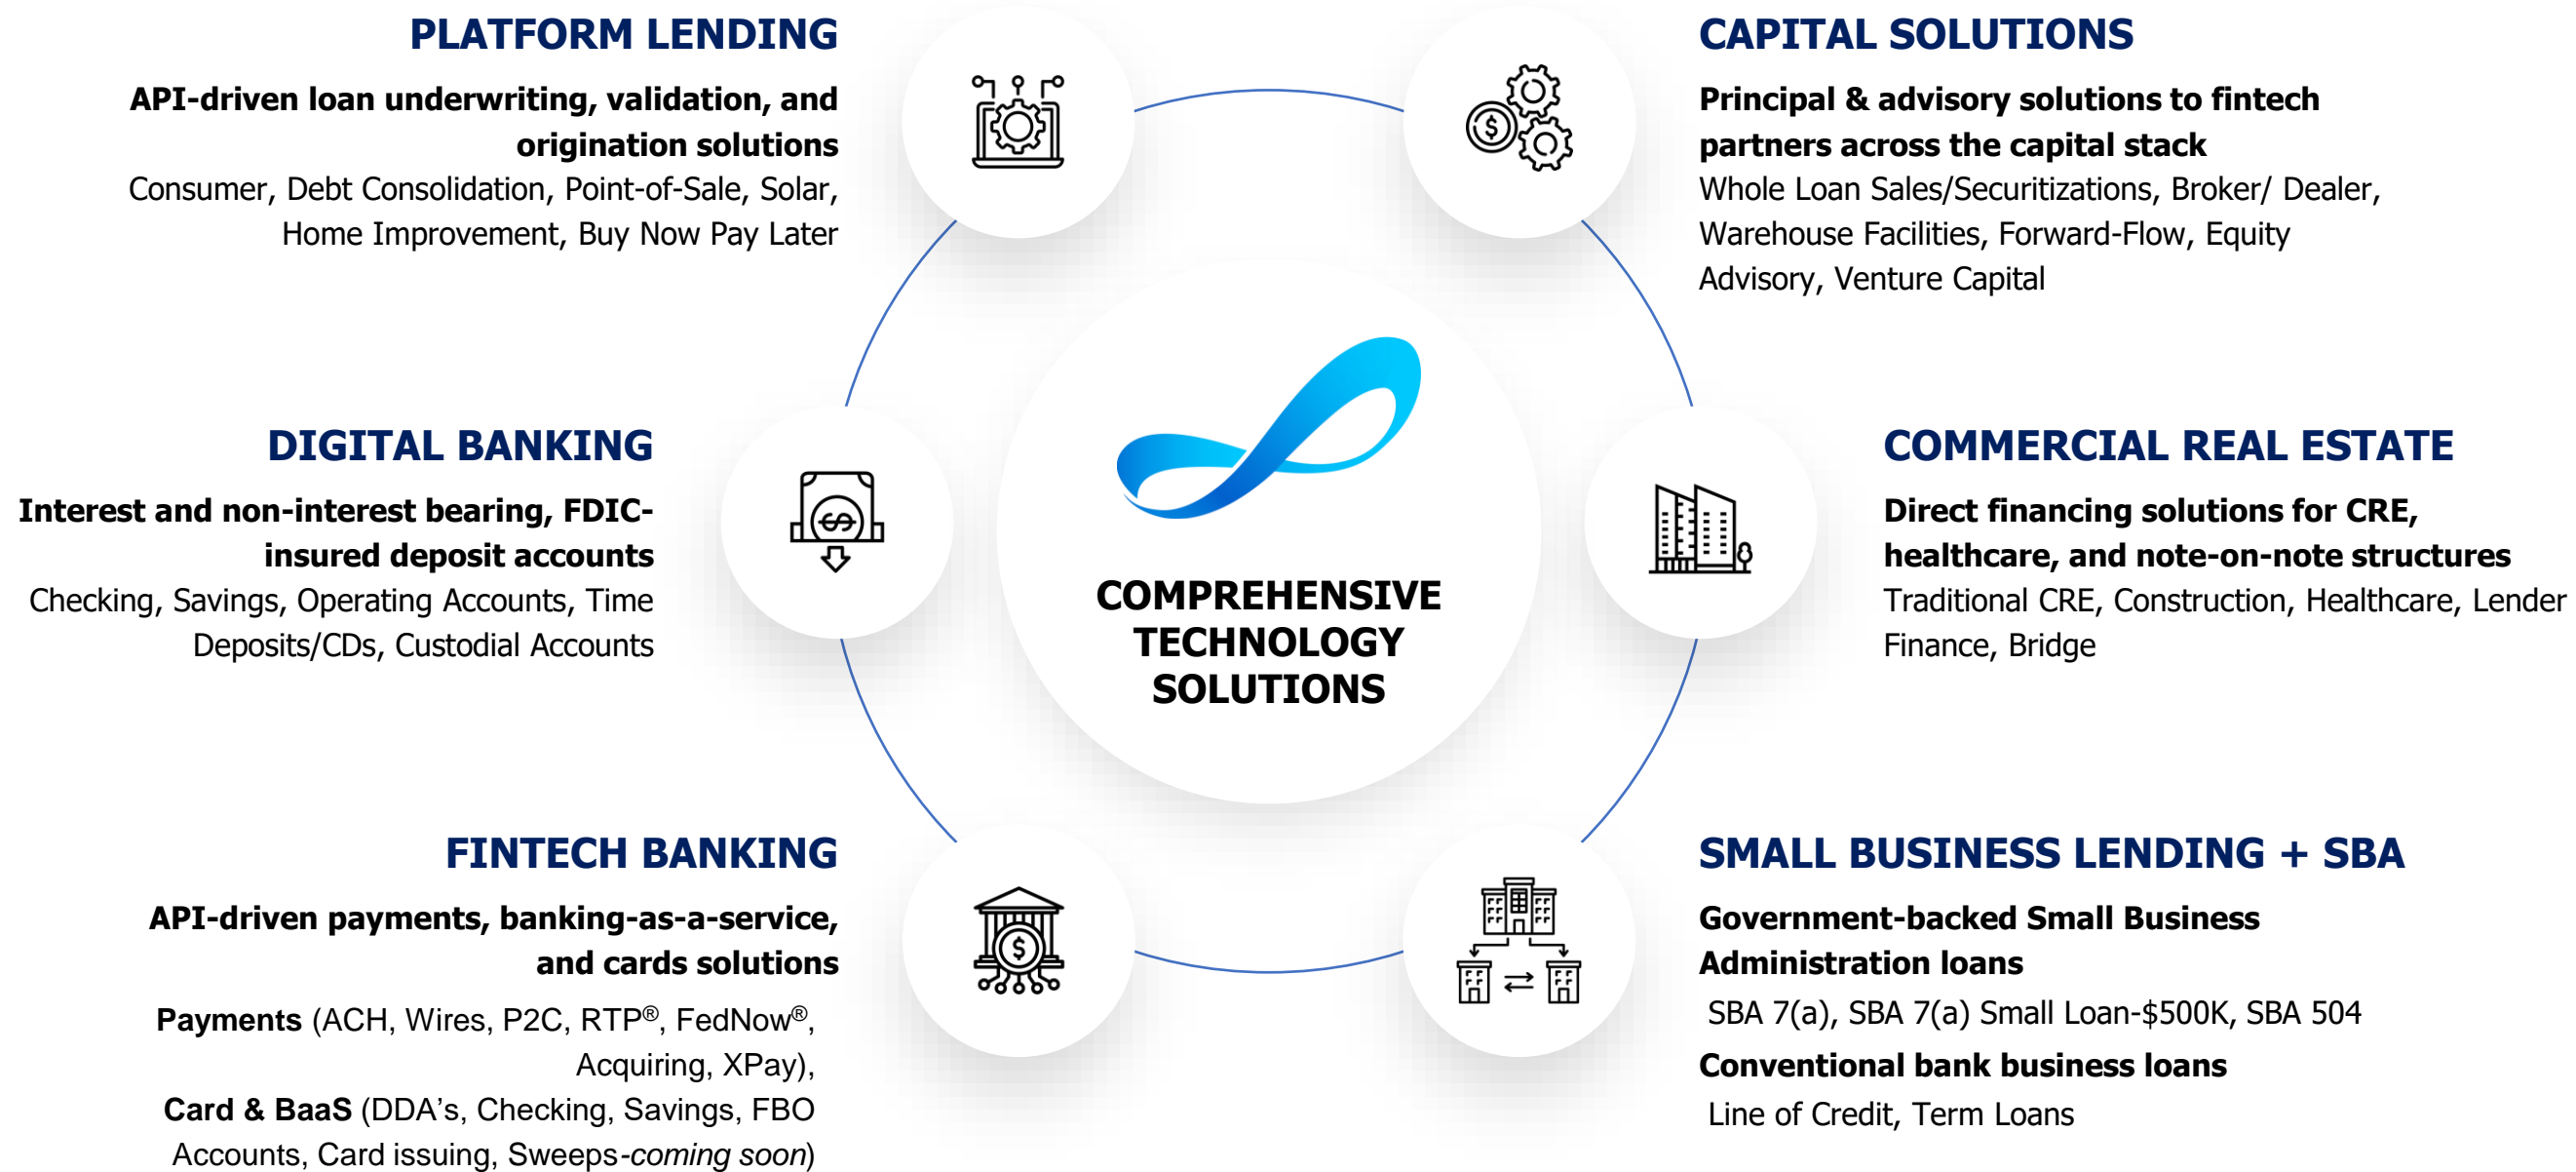 PLATFORM LENDING
API-driven loan underwriting, validation, and
origination solutions
Consumer, Debt Consolidation, Point-of-Sale, Solar,
Home Improvement, Buy Now Pay Later
CAPITAL SOLUTIONS
Principal & advisory solutions to fintech
partners across the capital stack
Whole Loan Sales/Securitizations, Broker/ Dealer,
Warehouse Facilities, Forward-Flow, Equity
Advisory, Venture Capital
DIGITAL BANKING
Interest and non-interest bearing, FDIC-
insured deposit accounts
Checking, Savings, Operating Accounts, Time
Deposits/CDs, Custodial Accounts
COMPREHENSIVE
TECHNOLOGY
SOLUTIONS
COMMERCIAL REAL ESTATE
Direct financing solutions for CRE,
healthcare, and note-on-note structures
Traditional CRE, Construction, Healthcare, Lender
Finance, Bridge
FINTECH BANKING
API-driven payments, banking-as-a-service,
and cards solutions
Payments (ACH, Wires, P2C, RTP®, FedNow®,
Acquiring, XPay),
Card & BaaS (DDA's, Checking, Savings, FBO
Accounts, Card issuing, Sweeps-coming soon)
SMALL BUSINESS LENDING + SBA
Government-backed Small Business
Administration loans
SBA 7(a), SBA 7(a) Small Loan-$500K, SBA 504
Conventional bank business loans
Line of Credit, Term Loans